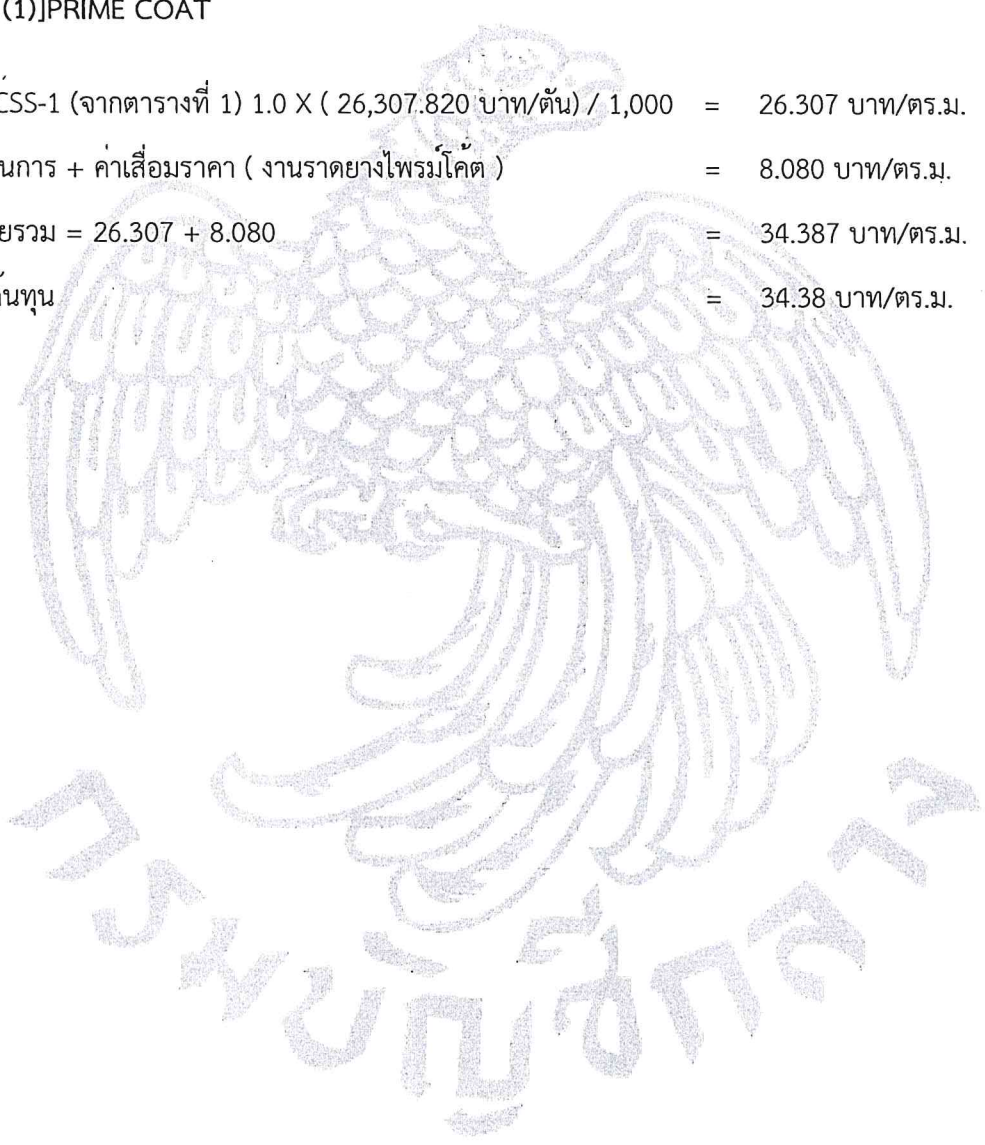 (1)]PRIME COAT
CSS-1 (จากตารางที่ 1) 1.0 X ( 26,307.820 บาท/ตัน) / 1,000 = 26.307 บาท/ตร.ม.
นการ + ค่าเสื่อมราคา ( งานราดยางไพรม์โค้ต ) = 8.080 บาท/ตร.ม.
ยรวม = 26.307 + 8.080 = 34.387 บาท/ตร.ม.
้นทุน = 34.38 บาท/ตร.ม.
กรมบัญชีกลาง